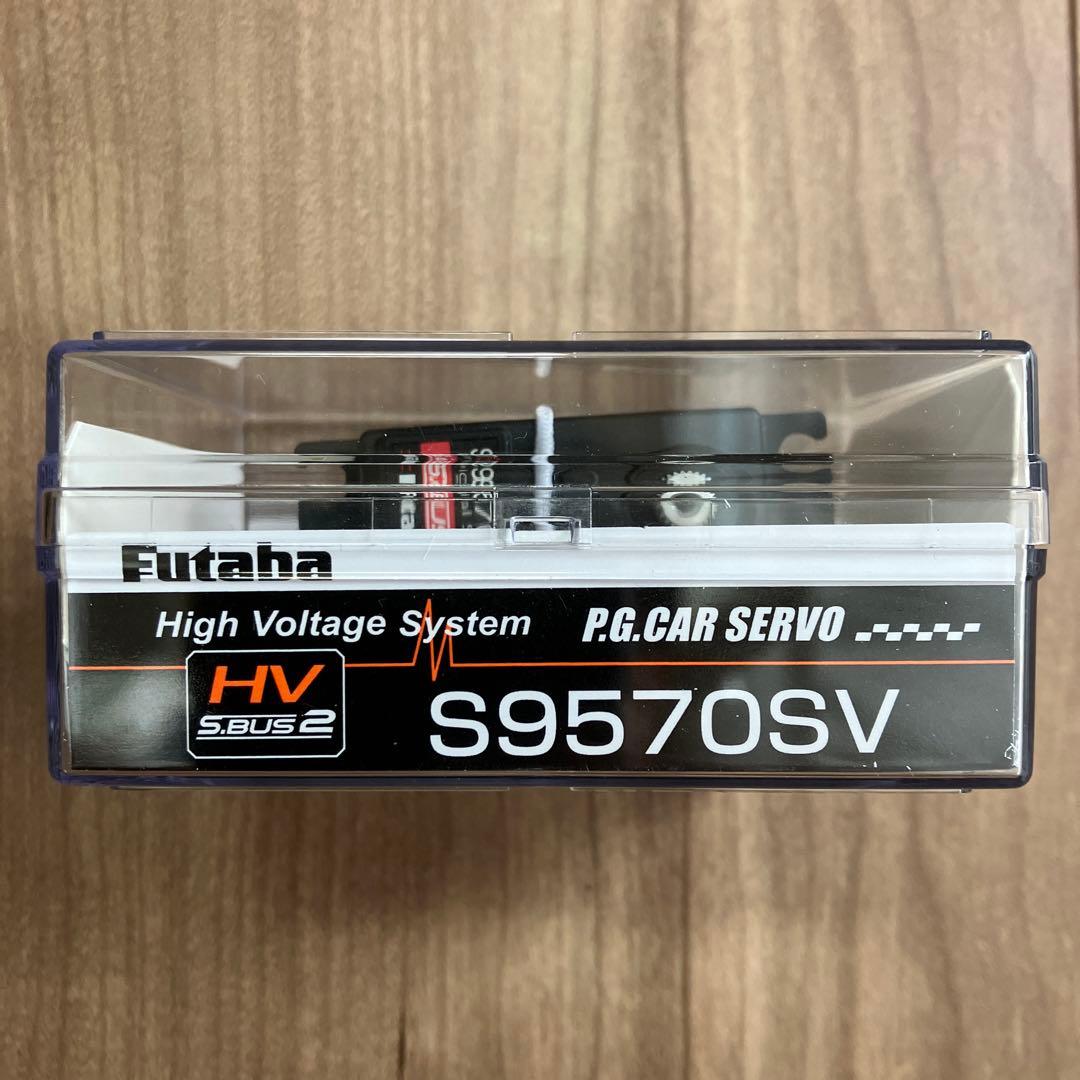 Futaba
High Voltage System
P.G.CAR SERVO
HV
S.BUS2
S9570SV